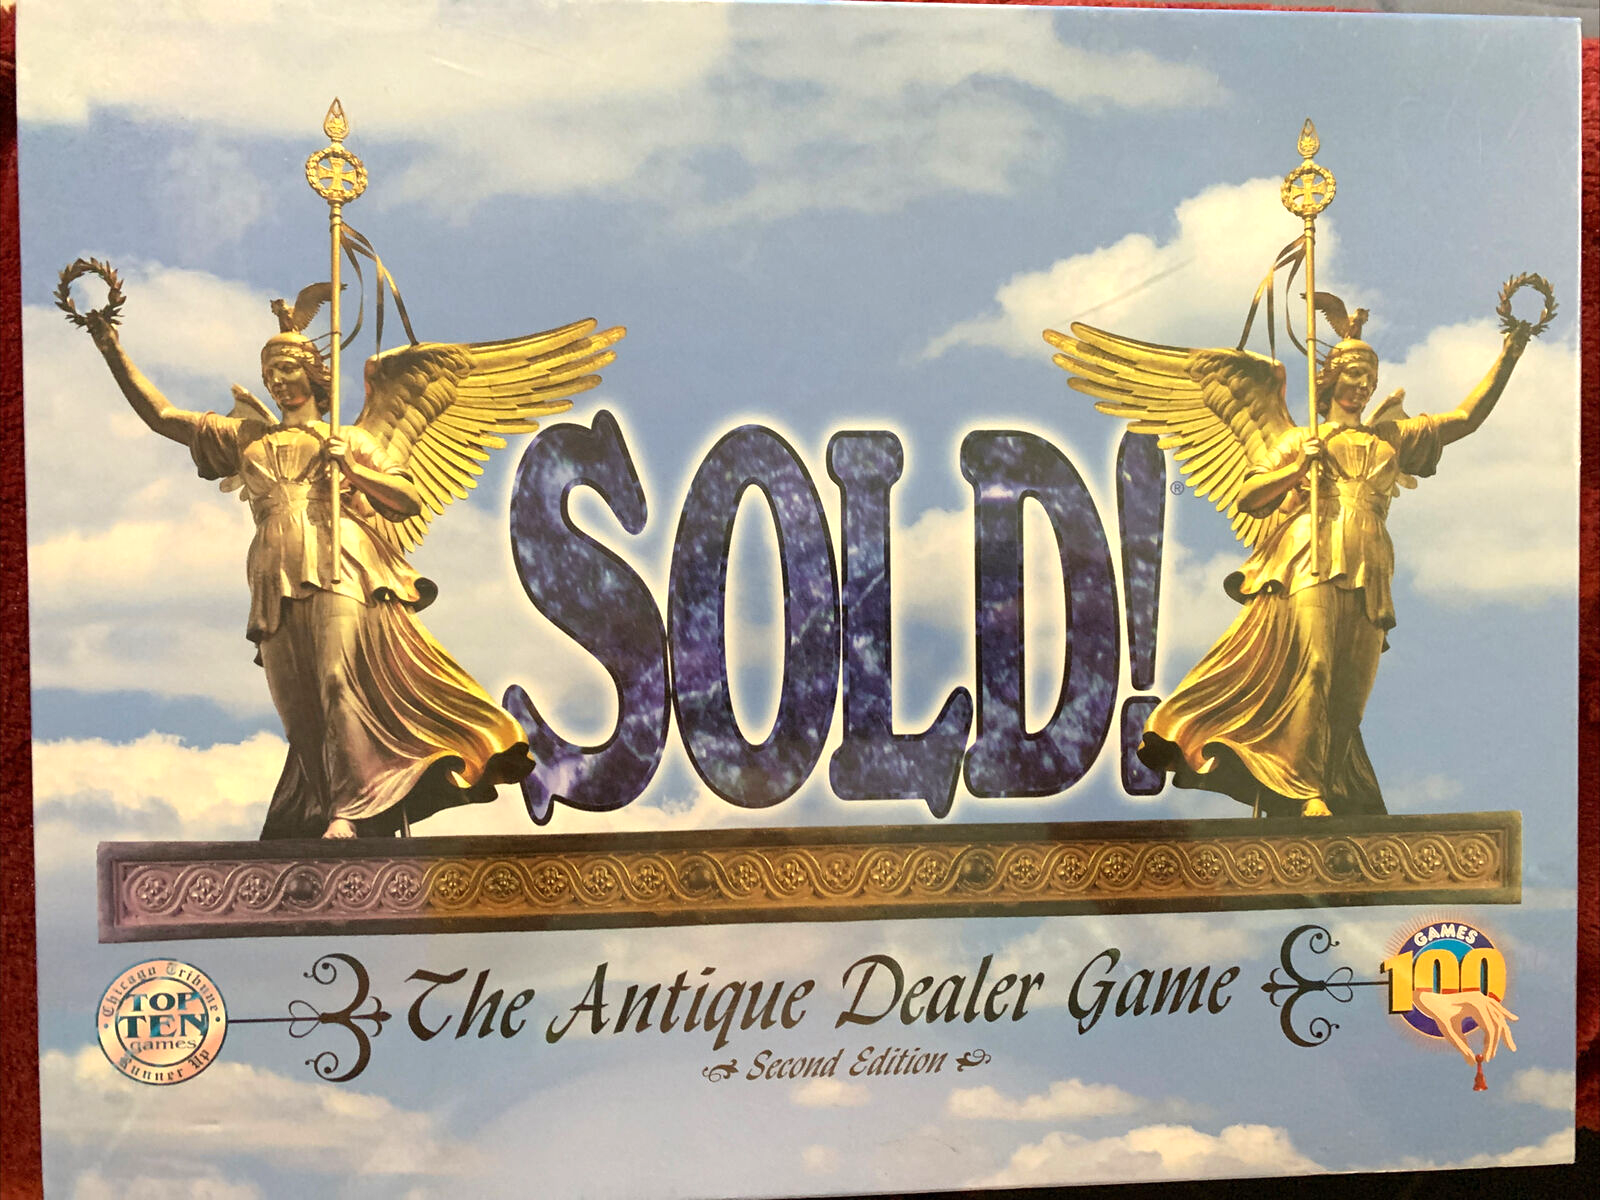 SOLD!®
Chicago Tribune
TOP
TEN
games
Runner Up
The Antique Dealer Game
Second Edition
GAMES
100